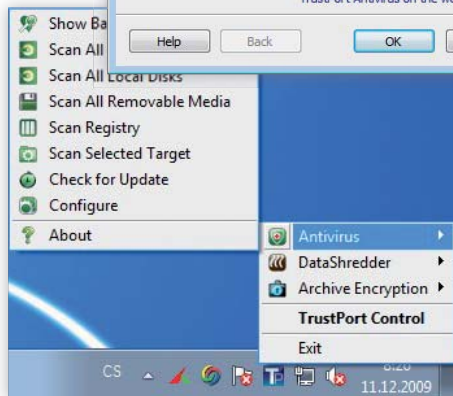 TrustPort Antivirus on the
Help Back OK
Show
Scan All
Scan All Local Disks
Scan All Removable Media
Scan Registry
Scan Selected Target
Check for Update
Configure
About
Antivirus
DataShredder
Archive Encryption
TrustPort Control
Exit
CS
8:20
11.12.2009